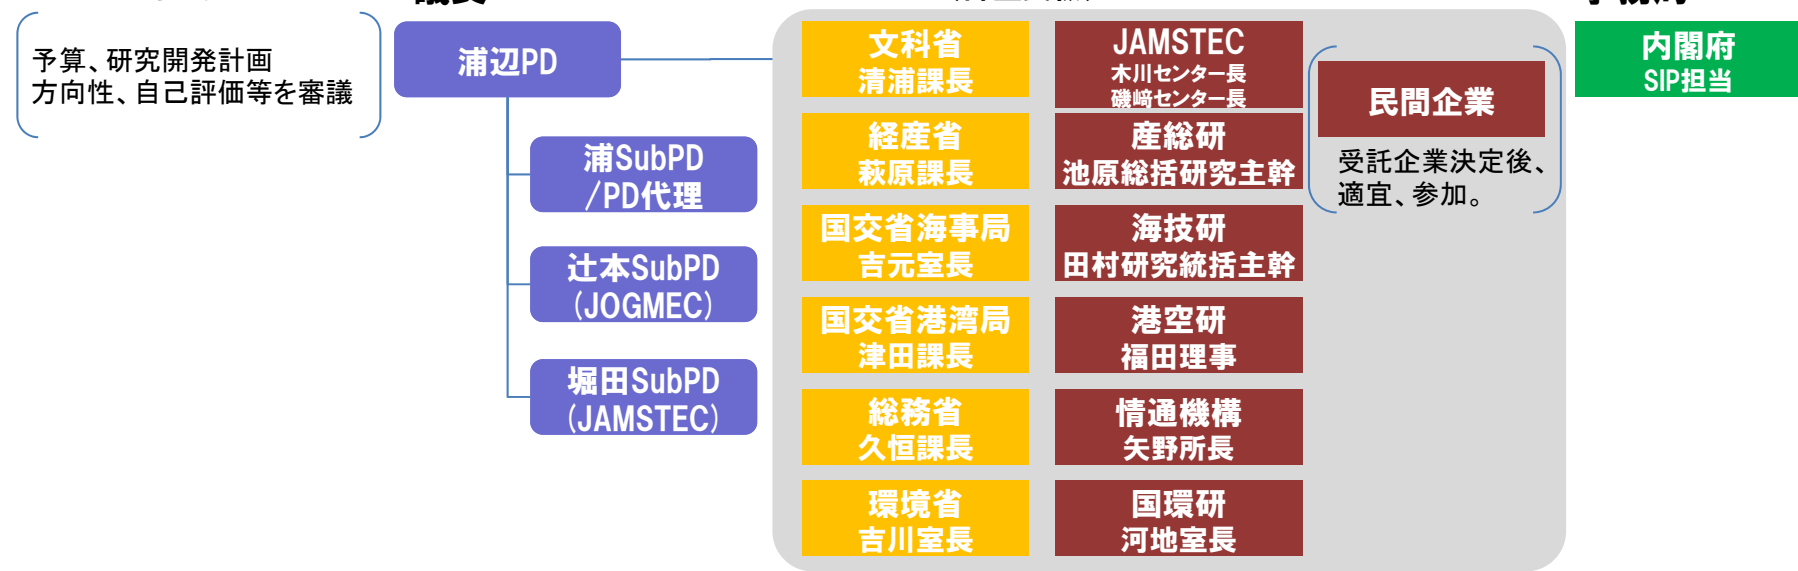 議長
予算、研究開発計画
方向性、自己評価等を審議
浦辺PD
浦SubPD
/PD代理
辻本SubPD
(JOGMEC)
堀田SubPD
(JAMSTEC)
文科省
清浦課長
経産省
萩原課長
国交省海事局
吉元室長
国交省港湾局
津田課長
総務省
久恒課長
環境省
吉川室長
JAMSTEC
木川センター長
磯﨑センター長
産総研
池原総括研究主幹
海技研
田村研究統括主幹
港空研
福田理事
情通機構
矢野所長
国環研
河地室長
民間企業
受託企業決定後、
適宜、参加。
内閣府
SIP担当